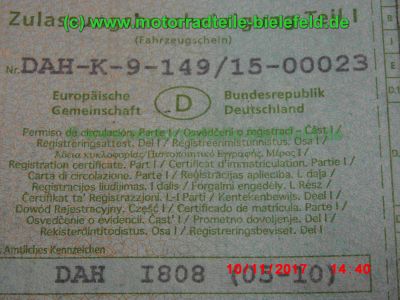 (c) www.motorradteile-bielefeld.de
Zulassungsbescheinigung Teil I
(Fahrzeugschein)
Nr. DAH-K-9-149/15-00023
Europäische Gemeinschaft
D
Bundesrepublik Deutschland
Permiso de circulación. Parte I / Osvědčení o registraci - Část I /
Registreringsattest. Del I / Registreerimistunnistus. Osa I /
Άδεια κυκλοφορίας / Πιστοποιητικό Εγγραφής. Μέρος Ι /
Registration certificate. Part I / Certificat d'immatriculation. Partie I /
Carta di circolazione. Parte I / Reģistrācijas apliecība. I. daļa /
Registracijos liudijimas. I dalis / Forgalmi engedély. I. Rész /
Ċertifikat ta' Reġistrazzjoni. L-I Parti / Kentekenbewijs. Deel I /
Dowód Rejestracyjny. Część I / Certificado de matrícula. Parte I /
Osvedčenie o evidencii. Časť I / Prometno dovoljenje. Del I /
Rekisteröintitodistus. Osa I / Registreringsbeviset. Del I
Amtliches Kennzeichen
DAH I808 (03-10)
10/11/2017 14:40